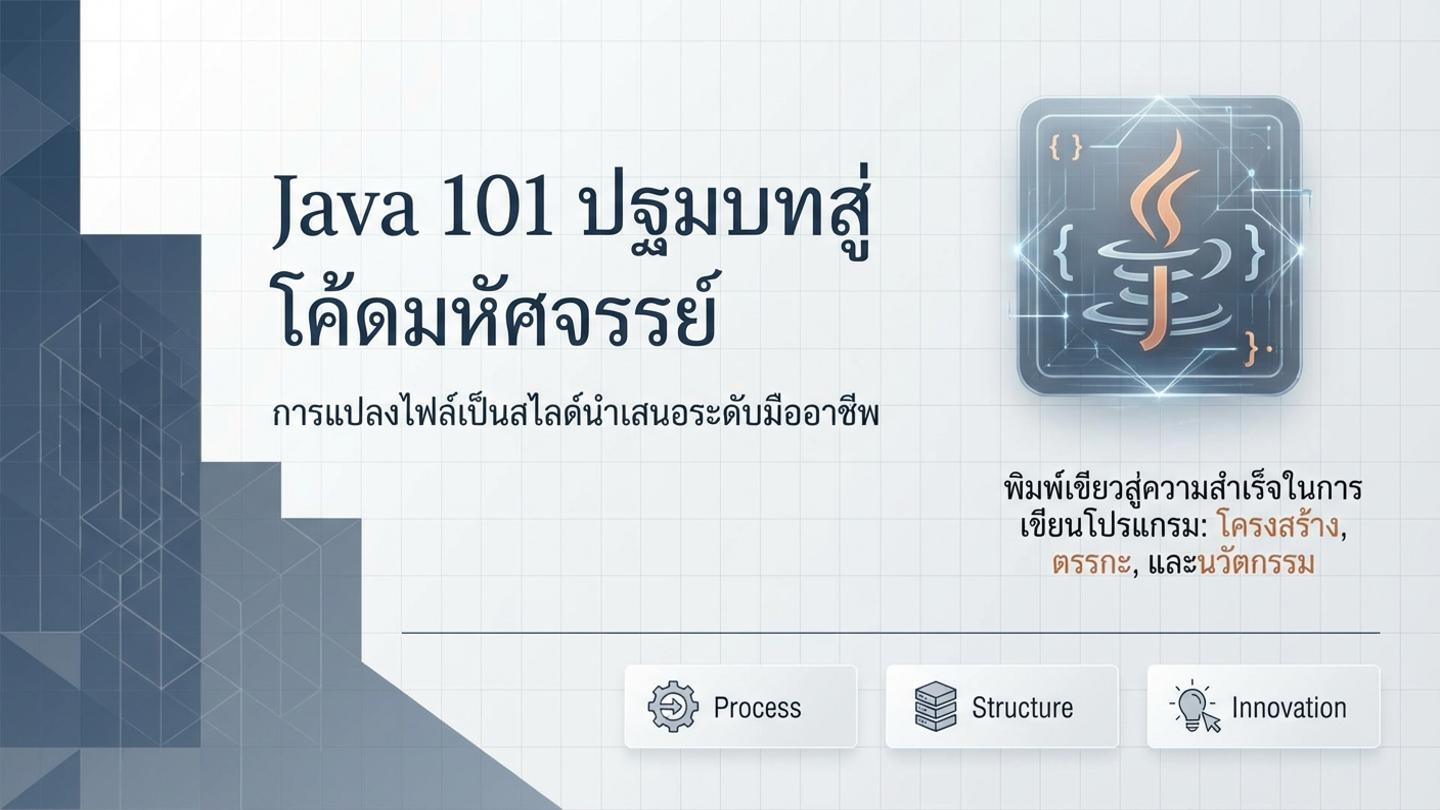 Java 101 ปฐมบทสู่
โค้ดมหัศจรรย์
การแปลงไฟล์เป็นสไลด์นำเสนอระดับมืออาชีพ
{ }
{ }
}.
พิมพ์เขียวสู่ความสำเร็จในการ
เขียนโปรแกรม: โครงสร้าง,
ตรรกะ, และนวัตกรรม
Process
Structure
Innovation